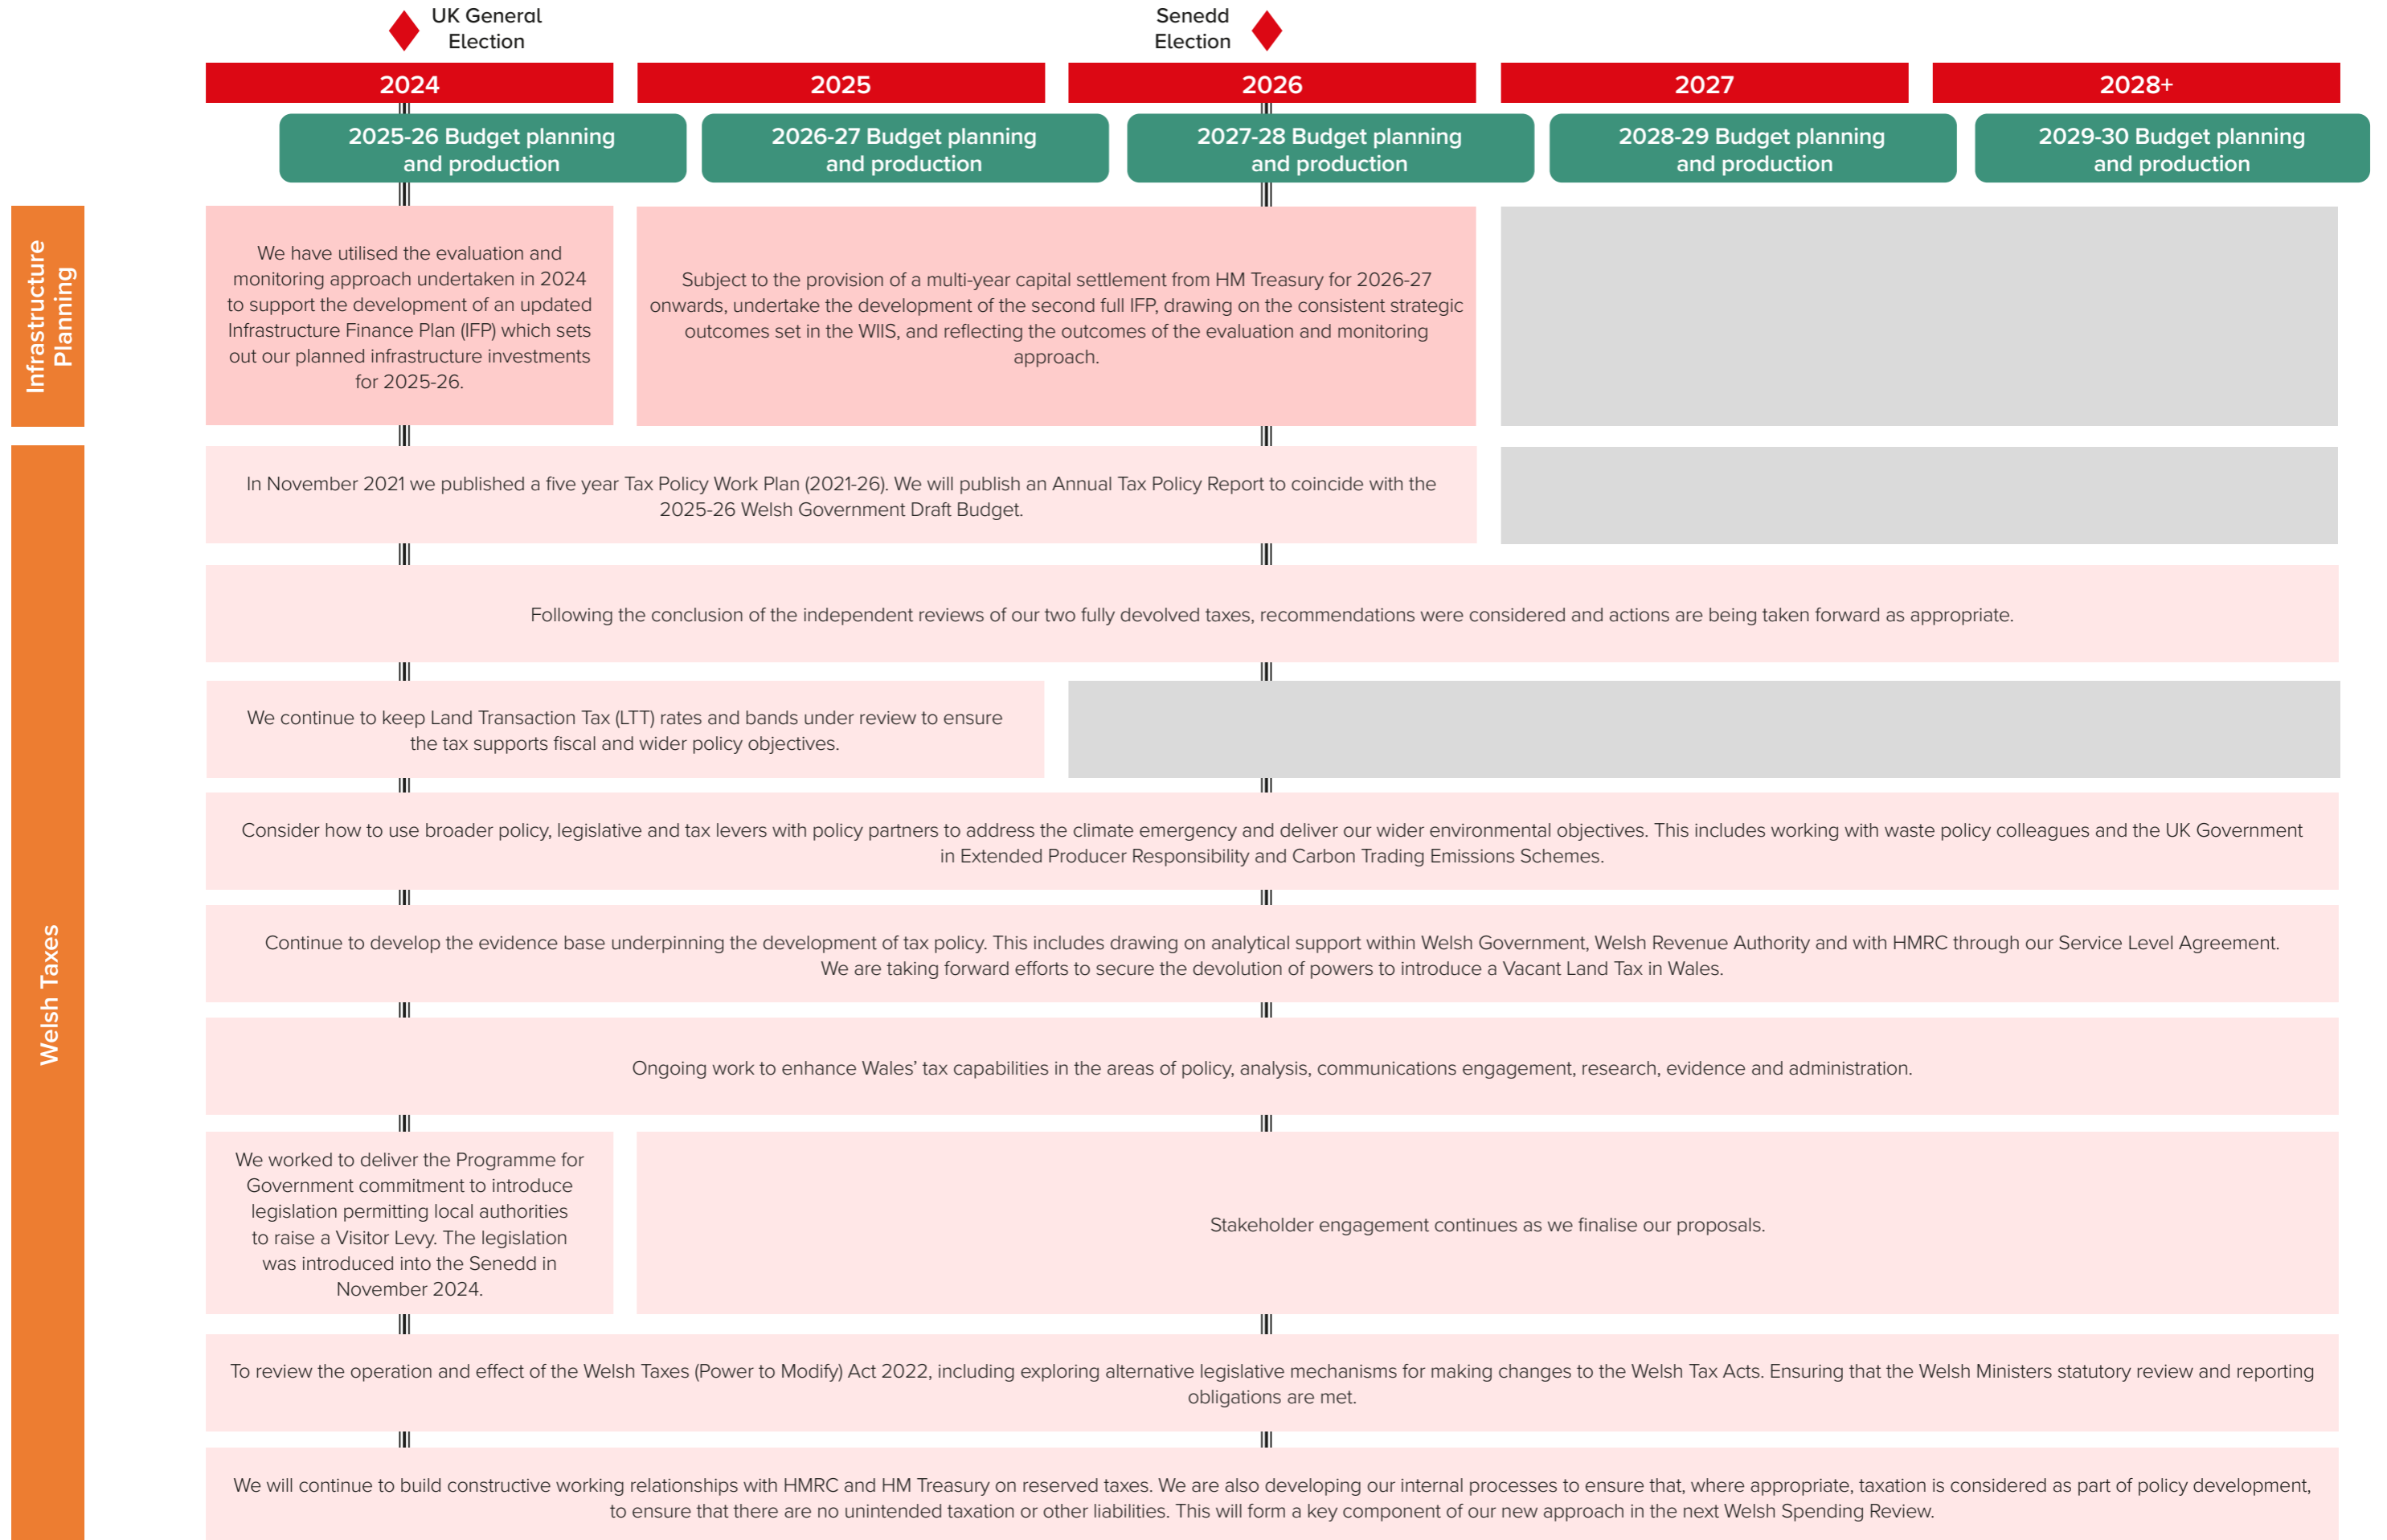 UK General
Election
Senedd
Election
2024
2025
2026
2027
2028+
2025-26 Budget planning
and production
2026-27 Budget planning
and production
2027-28 Budget planning
and production
2028-29 Budget planning
and production
2029-30 Budget planning
and production
Infrastructure
Planning
We have utilised the evaluation and
monitoring approach undertaken in 2024
to support the development of an updated
Infrastructure Finance Plan (IFP) which sets
out our planned infrastructure investments
for 2025-26.
Subject to the provision of a multi-year capital settlement from HM Treasury for 2026-27
onwards, undertake the development of the second full IFP, drawing on the consistent strategic
outcomes set in the WIIS, and reflecting the outcomes of the evaluation and monitoring
approach.
Welsh Taxes
In November 2021 we published a five year Tax Policy Work Plan (2021-26). We will publish an Annual Tax Policy Report to coincide with the
2025-26 Welsh Government Draft Budget.
Following the conclusion of the independent reviews of our two fully devolved taxes, recommendations were considered and actions are being taken forward as appropriate.
We continue to keep Land Transaction Tax (LTT) rates and bands under review to ensure
the tax supports fiscal and wider policy objectives.
Consider how to use broader policy, legislative and tax levers with policy partners to address the climate emergency and deliver our wider environmental objectives. This includes working with waste policy colleagues and the UK Government
in Extended Producer Responsibility and Carbon Trading Emissions Schemes.
Continue to develop the evidence base underpinning the development of tax policy. This includes drawing on analytical support within Welsh Government, Welsh Revenue Authority and with HMRC through our Service Level Agreement.
We are taking forward efforts to secure the devolution of powers to introduce a Vacant Land Tax in Wales.
Ongoing work to enhance Wales’ tax capabilities in the areas of policy, analysis, communications engagement, research, evidence and administration.
We worked to deliver the Programme for
Government commitment to introduce
legislation permitting local authorities
to raise a Visitor Levy. The legislation
was introduced into the Senedd in
November 2024.
Stakeholder engagement continues as we finalise our proposals.
To review the operation and effect of the Welsh Taxes (Power to Modify) Act 2022, including exploring alternative legislative mechanisms for making changes to the Welsh Tax Acts. Ensuring that the Welsh Ministers statutory review and reporting
obligations are met.
We will continue to build constructive working relationships with HMRC and HM Treasury on reserved taxes. We are also developing our internal processes to ensure that, where appropriate, taxation is considered as part of policy development,
to ensure that there are no unintended taxation or other liabilities. This will form a key component of our new approach in the next Welsh Spending Review.